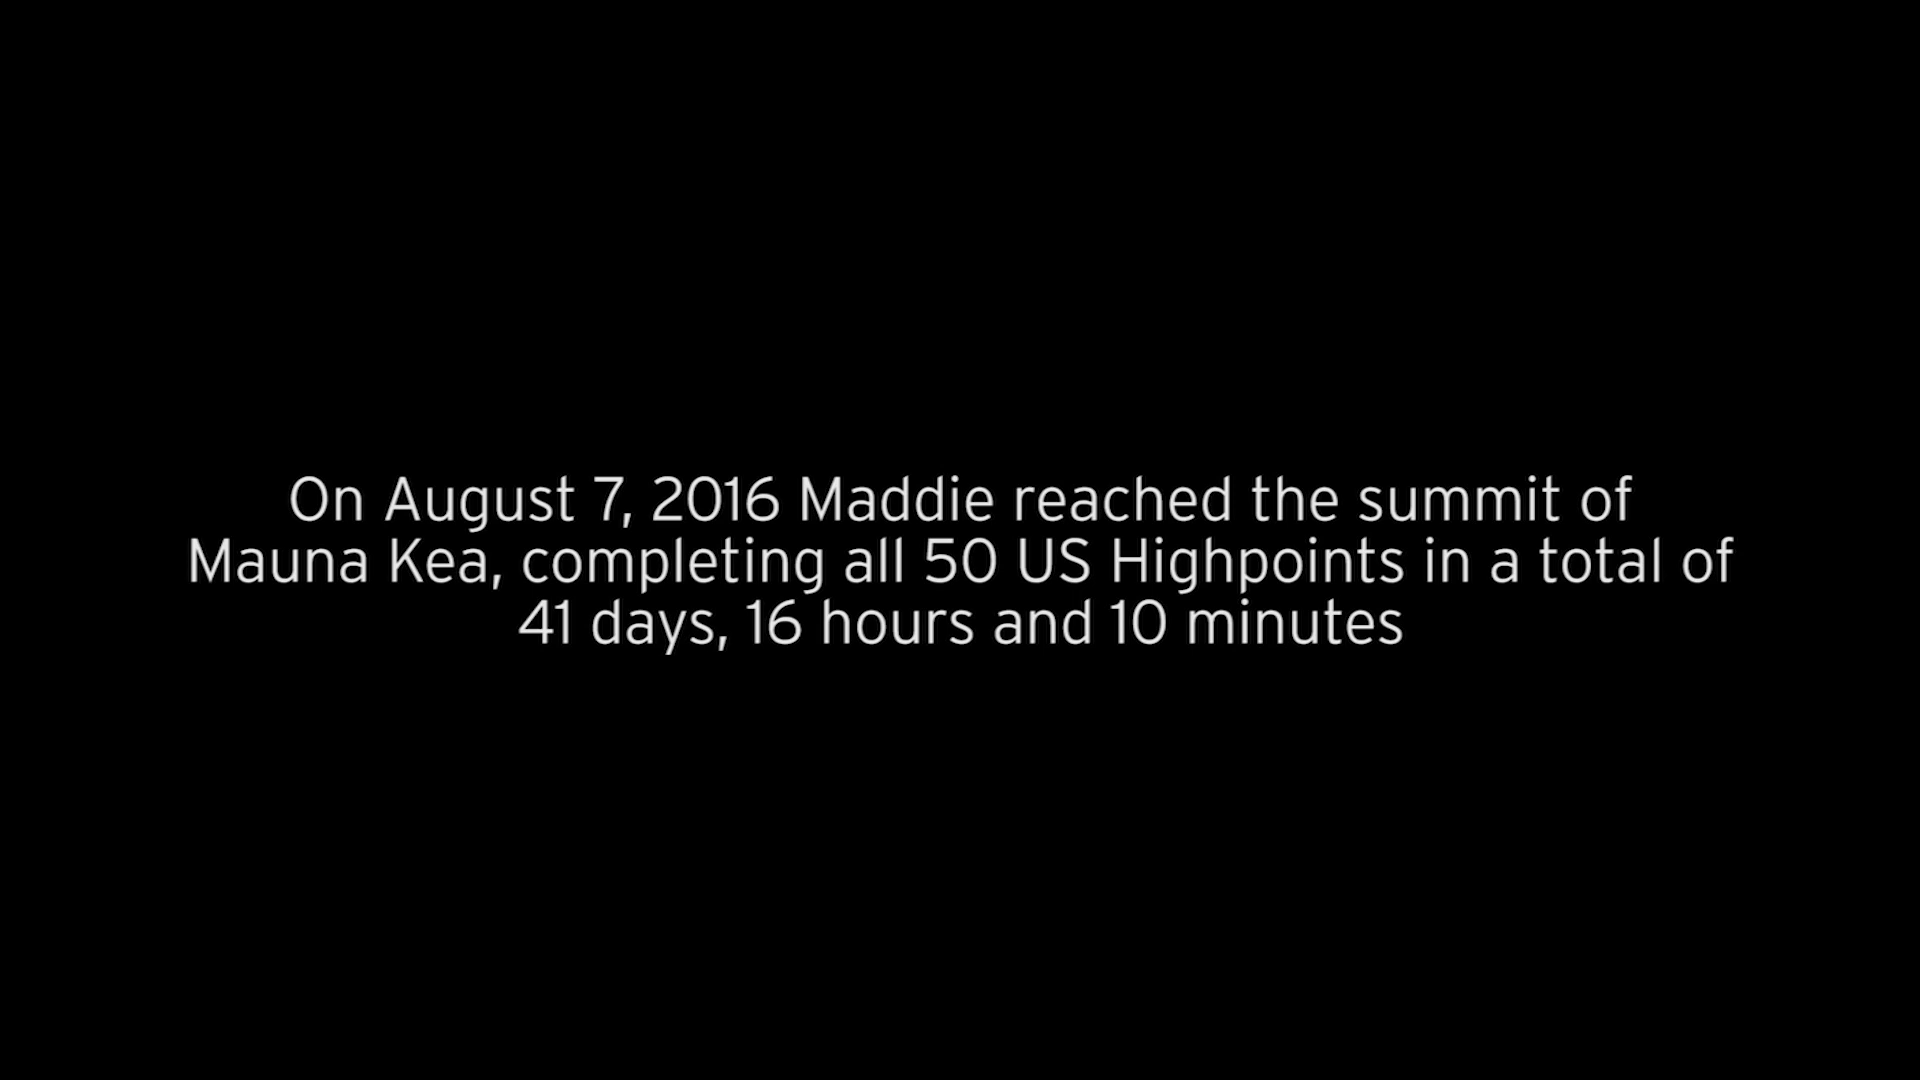 On August 7, 2016 Maddie reached the summit of
Mauna Kea, completing all 50 US Highpoints in a total of
41 days, 16 hours and 10 minutes